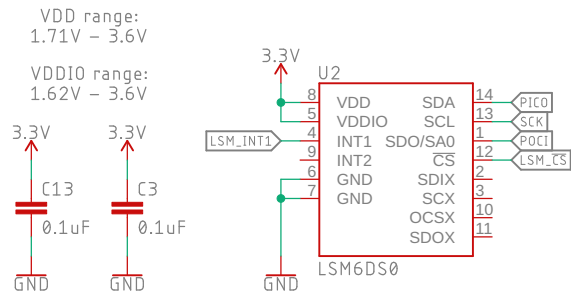 VDD range:
1.71V – 3.6V
VDDIO range:
1.62V – 3.6V
3.3V
C13
0.1uF
GND
3.3V
C3
0.1uF
GND
3.3V
U2
8 VDD
5 VDDIO
LSM_INT1 4 INT1
9 INT2
6 GND
7 GND
GND
SDA 14 PICO
SCL 13 SCK
SDO/SA0 1 POCI
C̅S̅ 12 LSM_C̅S̅
SDIX 2
SCX 3
OCSX 10
SDOX 11
LSM6DS0